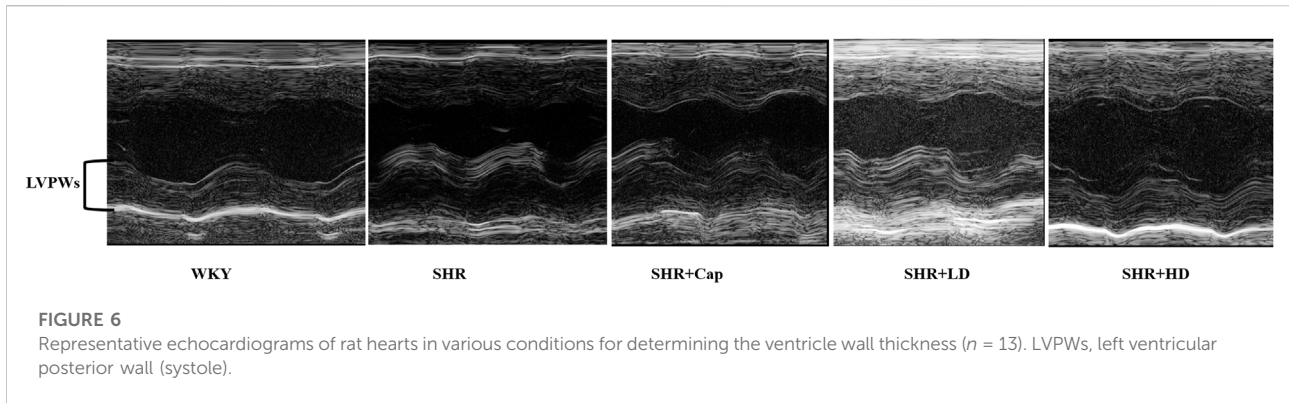 LVPWs
WKY SHR SHR+Cap SHR+LD SHR+HD
FIGURE 6
Representative echocardiograms of rat hearts in various conditions for determining the ventricle wall thickness (n = 13). LVPWs, left ventricular
posterior wall (systole).